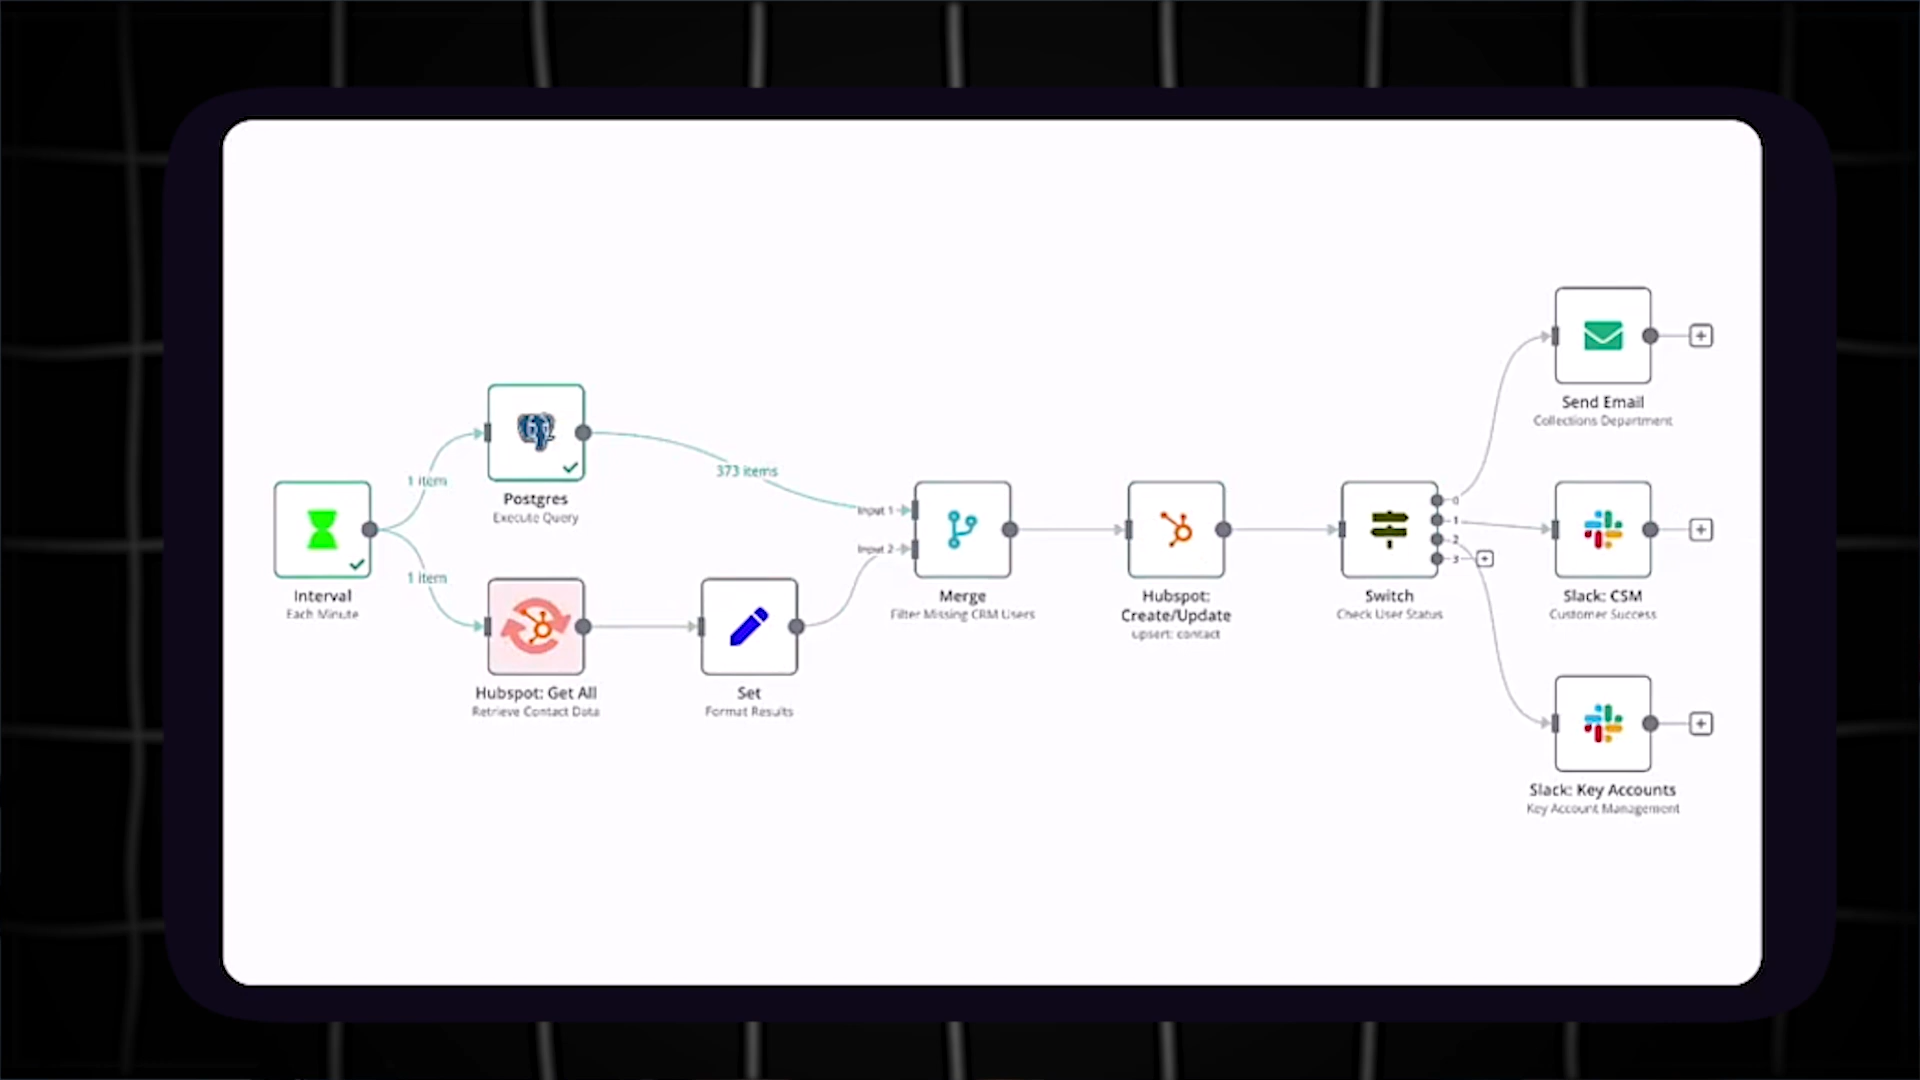 1 item
Interval
Each Minute
1 item
Postgres
Execute Query
Hubspot: Get All
Retrieve Contact Data
373 items
Set
Format Results
Input 1
Input 2
Merge
Filter Missing CRM Users
Hubspot:
Create/Update
upsert: contact
0
1
2
3
Switch
Check User Status
Send Email
Collections Department
Slack: CSM
Customer Success
Slack: Key Accounts
Key Account Management